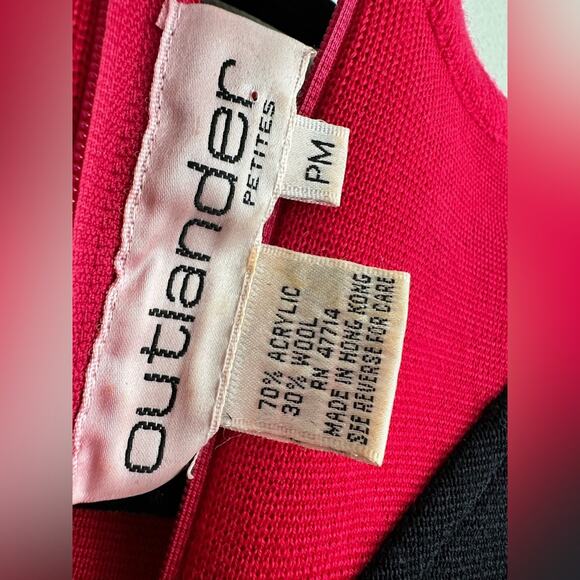 outlander.
PETITES
PM
70% ACRYLIC
30% WOOL
RN 47714
MADE IN HONG KONG
SEE REVERSE FOR CARE